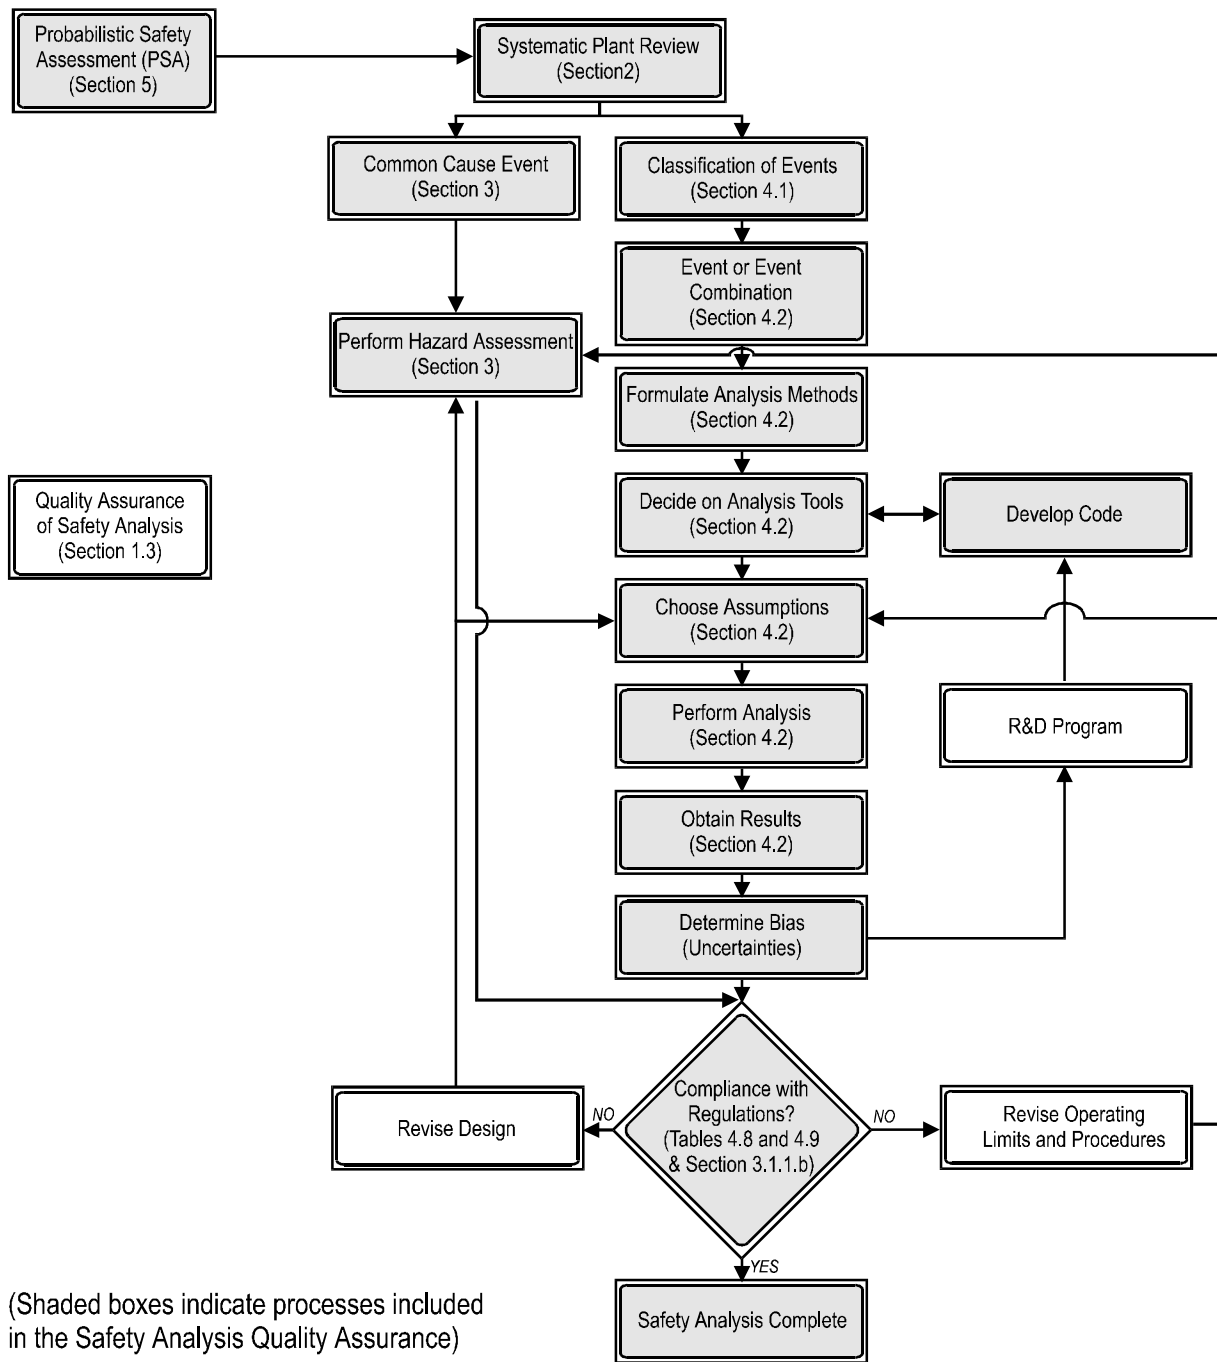 Probabilistic Safety
Assessment (PSA)
(Section 5)
Systematic Plant Review
(Section2)
Common Cause Event
(Section 3)
Classification of Events
(Section 4.1)
Event or Event
Combination
(Section 4.2)
Perform Hazard Assessment
(Section 3)
Formulate Analysis Methods
(Section 4.2)
Quality Assurance
of Safety Analysis
(Section 1.3)
Decide on Analysis Tools
(Section 4.2)
Develop Code
Choose Assumptions
(Section 4.2)
Perform Analysis
(Section 4.2)
R&D Program
Obtain Results
(Section 4.2)
Determine Bias
(Uncertainties)
Compliance with
Regulations?
(Tables 4.8 and 4.9
& Section 3.1.1.b)
NO
Revise Design
NO
Revise Operating
Limits and Procedures
YES
Safety Analysis Complete
(Shaded boxes indicate processes included
in the Safety Analysis Quality Assurance)